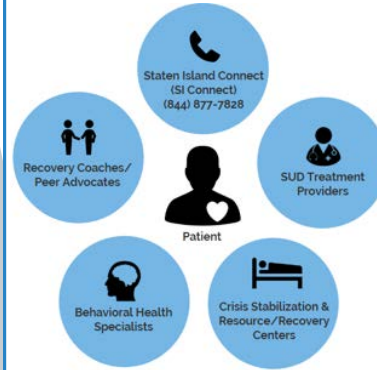 Staten Island Connect
(SI Connect)
(844) 877-7828
Recovery Coaches/
Peer Advocates
SUD Treatment
Providers
Patient
Behavioral Health
Specialists
Crisis Stabilization &
Resource/Recovery
Centers